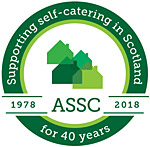 Supporting self-catering in Scotland
1978 ASSC 2018
for 40 years